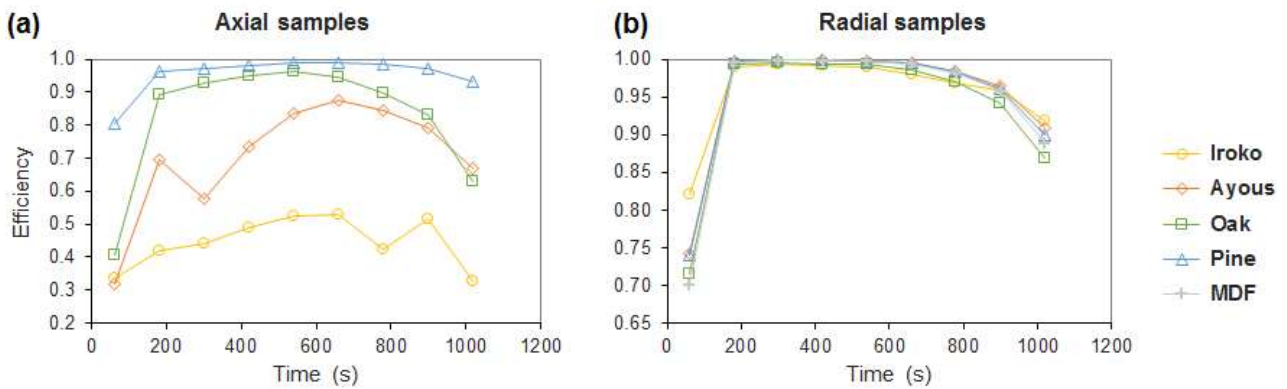 (a) Axial samples
Efficiency
1.0
0.9
0.8
0.7
0.6
0.5
0.4
0.3
0.2
0 200 400 600 800 1000 1200
Time (s)
(b) Radial samples
1.00
0.95
0.90
0.85
0.80
0.75
0.70
0.65
0 200 400 600 800 1000 1200
Time (s)
Iroko
Ayous
Oak
Pine
MDF